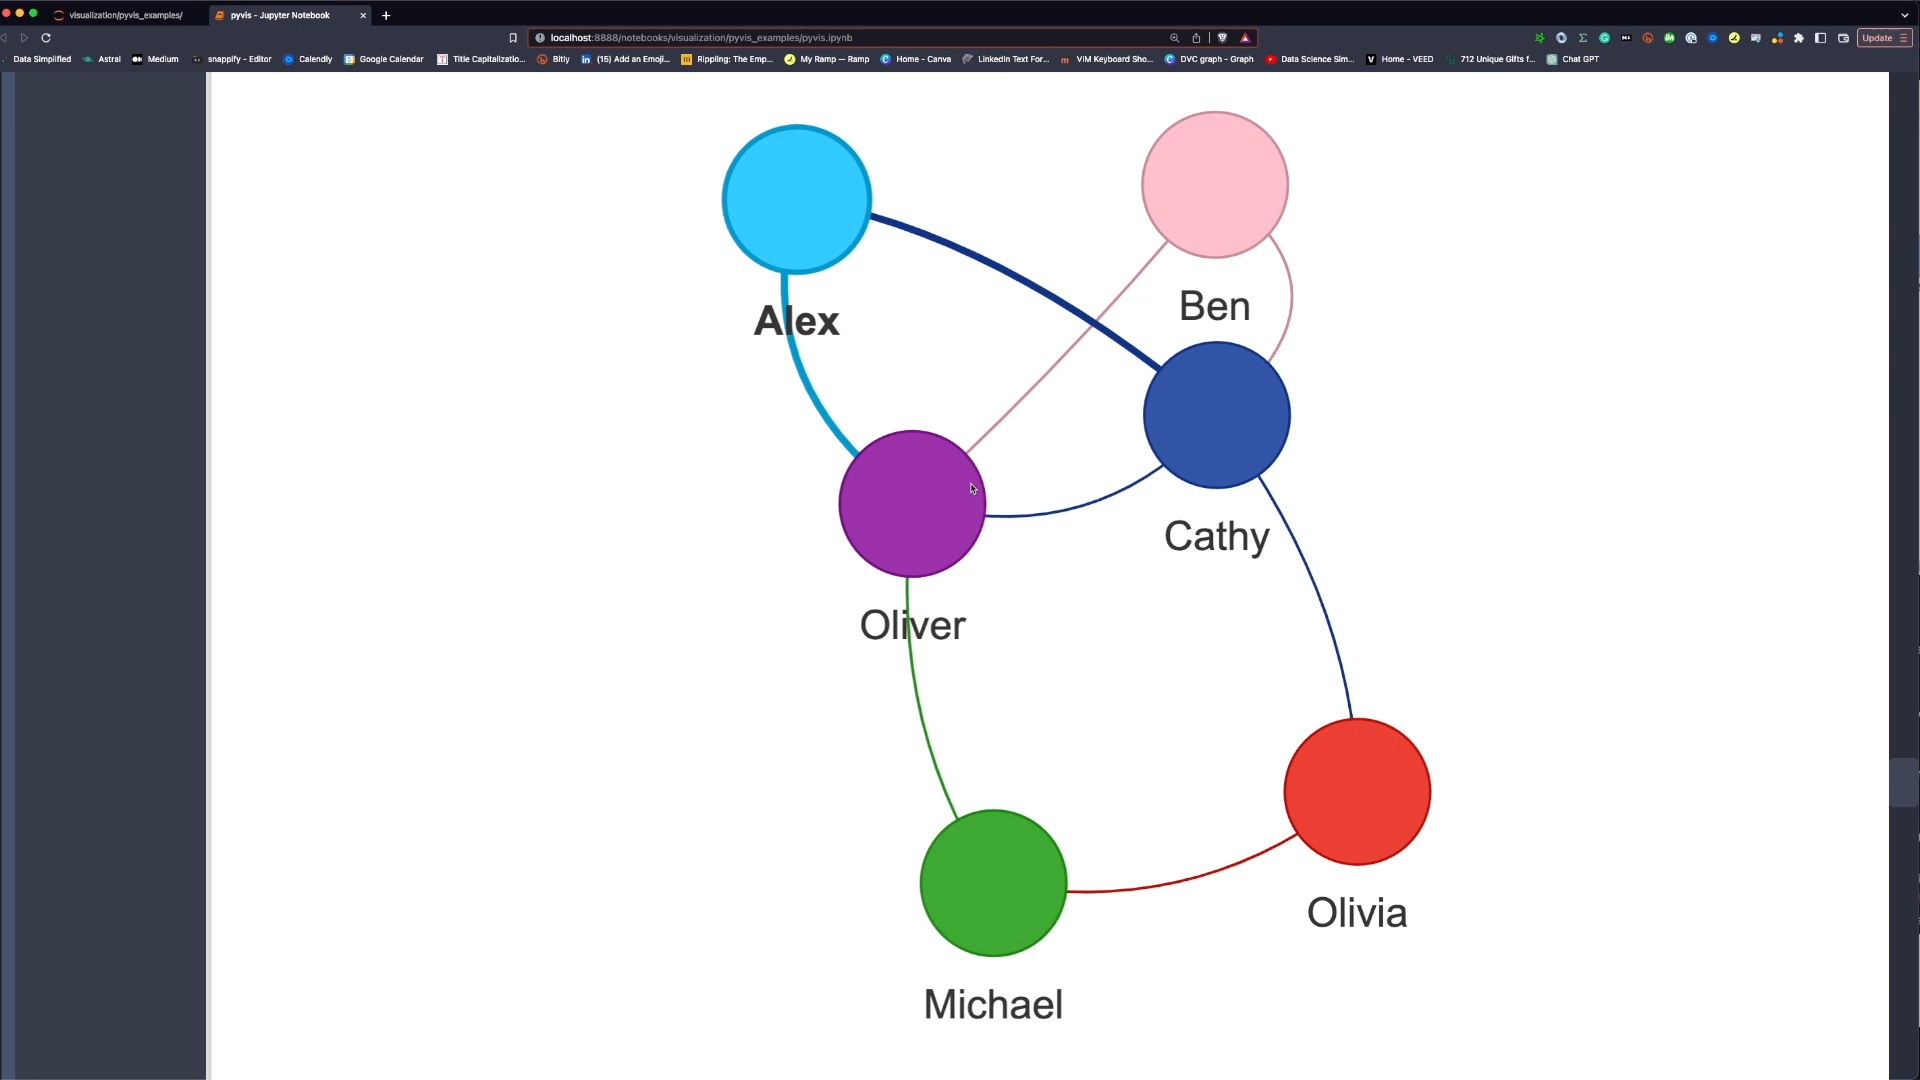 visualization/pyvis_examples/
pyvis - Jupyter Notebook
localhost:8888/notebooks/visualization/pyvis_examples/pyvis.ipynb
Update
Data Simplified
Astral
Medium
snappify - Editor
Calendly
Google Calendar
Title Capitalizatio...
Bitly
(15) Add an Emoji...
Rippling: The Emp...
My Ramp — Ramp
Home - Canva
LinkedIn Text For...
VIM Keyboard Sho...
DVC graph - Graph
Data Science Sim...
Home - VEED
712 Unique Gifts f...
Chat GPT
Ben
Alex
Cathy
Oliver
Olivia
Michael